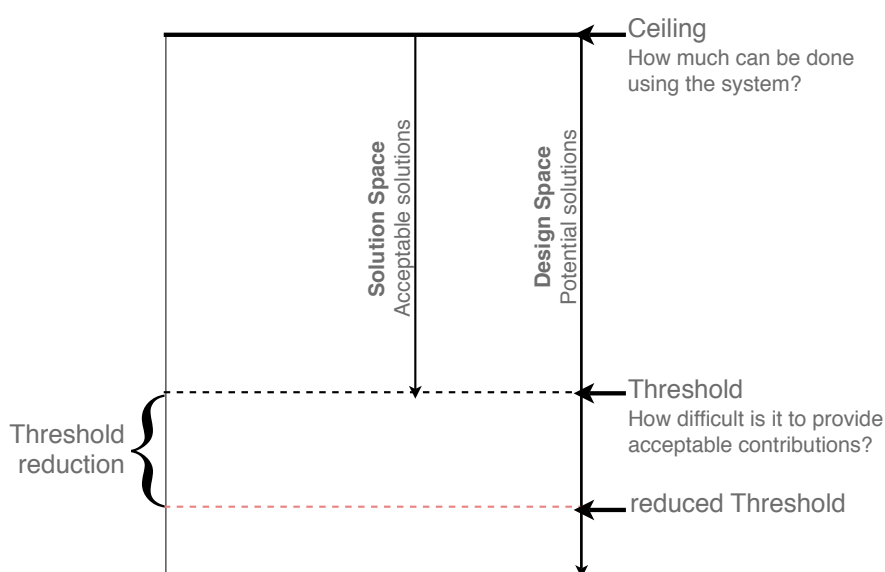 Ceiling
How much can be done
using the system?
Solution Space
Acceptable solutions
Design Space
Potential solutions
Threshold
How difficult is it to provide
acceptable contributions?
Threshold
reduction
reduced Threshold